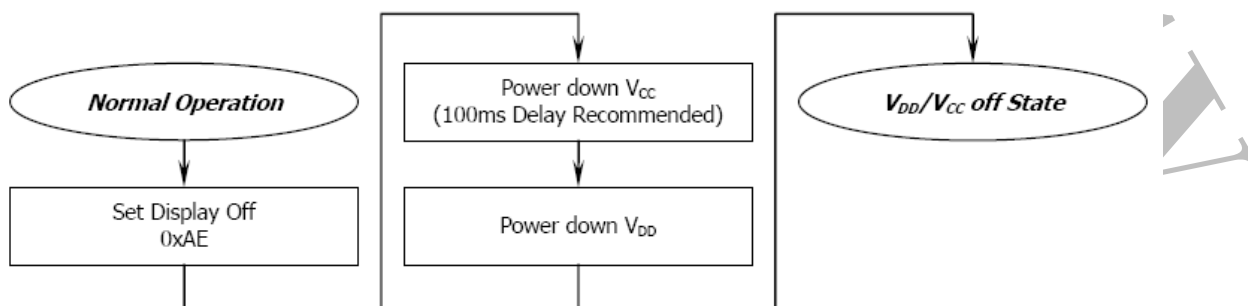 Normal Operation
Set Display Off
0xAE
Power down VCC
(100ms Delay Recommended)
Power down VDD
VDD/VCC off State